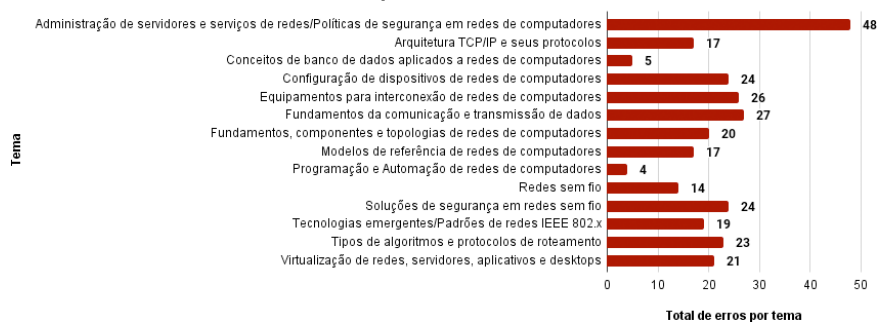 Administração de servidores e serviços de redes/Políticas de segurança em redes de computadores 48
Arquitetura TCP/IP e seus protocolos 17
Conceitos de banco de dados aplicados a redes de computadores 5
Configuração de dispositivos de redes de computadores 24
Equipamentos para interconexão de redes de computadores 26
Fundamentos da comunicação e transmissão de dados 27
Fundamentos, componentes e topologias de redes de computadores 20
Modelos de referência de redes de computadores 17
Programação e Automação de redes de computadores 4
Redes sem fio 14
Soluções de segurança em redes sem fio 24
Tecnologias emergentes/Padrões de redes IEEE 802.x 19
Tipos de algoritmos e protocolos de roteamento 23
Virtualização de redes, servidores, aplicativos e desktops 21
Tema
0 10 20 30 40 50
Total de erros por tema